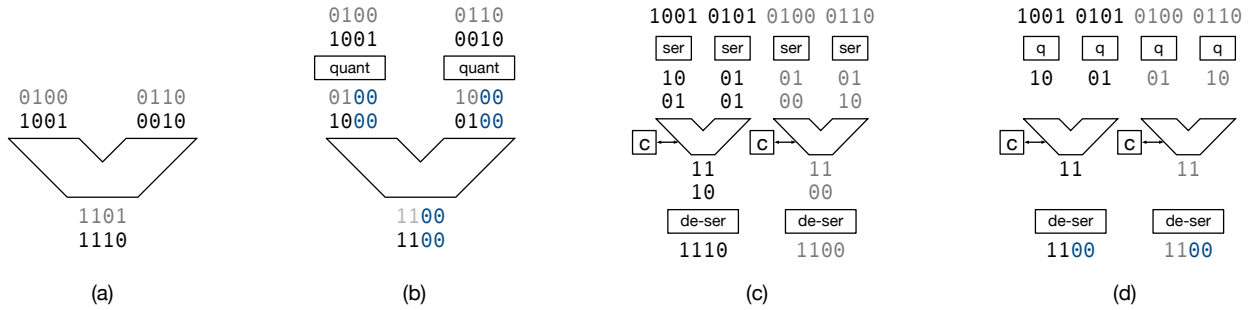 0100 0110
1001 0010
1101
1110
(a)
0100 0110
1001 0010
quant quant
0100 1000
1000 0100
1100
1100
(b)
1001 0101 0100 0110
ser ser ser ser
10 01 01 01
01 01 00 10
C C
11 11
10 00
de-ser de-ser
1110 1100
(c)
1001 0101 0100 0110
q q q q
10 01 01 10
C C
11 11
de-ser de-ser
1100 1100
(d)